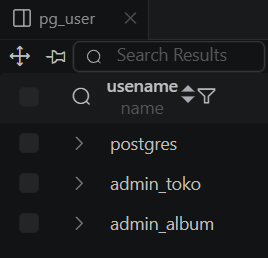 pg_user
Search Results
usename
name
postgres
admin_toko
admin_album